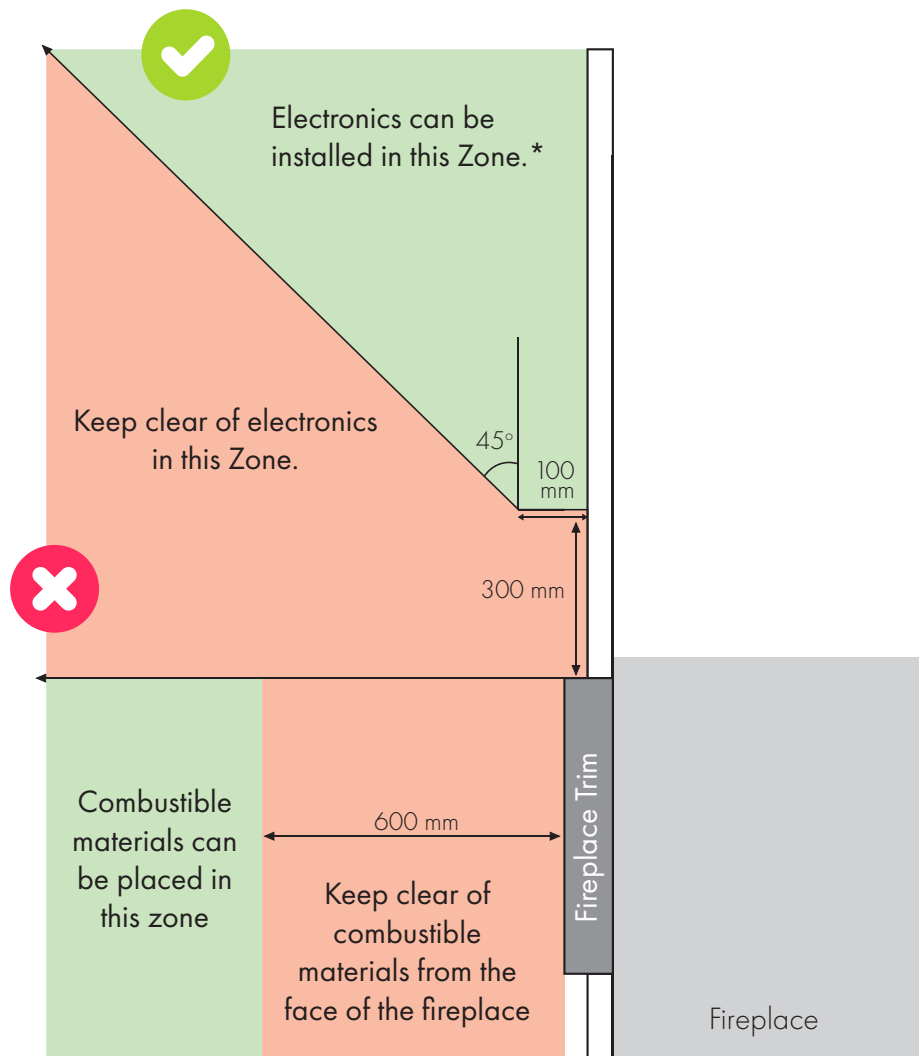 Electronics can be
installed in this Zone.*
Keep clear of electronics
in this Zone.
45°
100
mm
300 mm
600 mm
Combustible
materials can
be placed in
this zone
Keep clear of
combustible
materials from the
face of the fireplace
Fireplace Trim
Fireplace